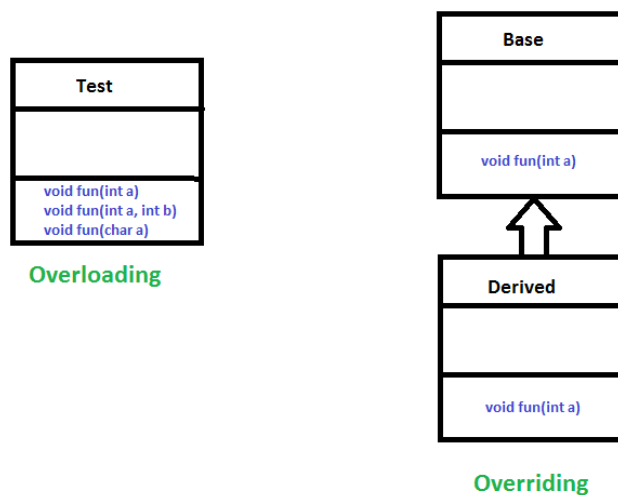 Test
void fun(int a)
void fun(int a, int b)
void fun(char a)
Overloading
Base
void fun(int a)
Derived
void fun(int a)
Overriding